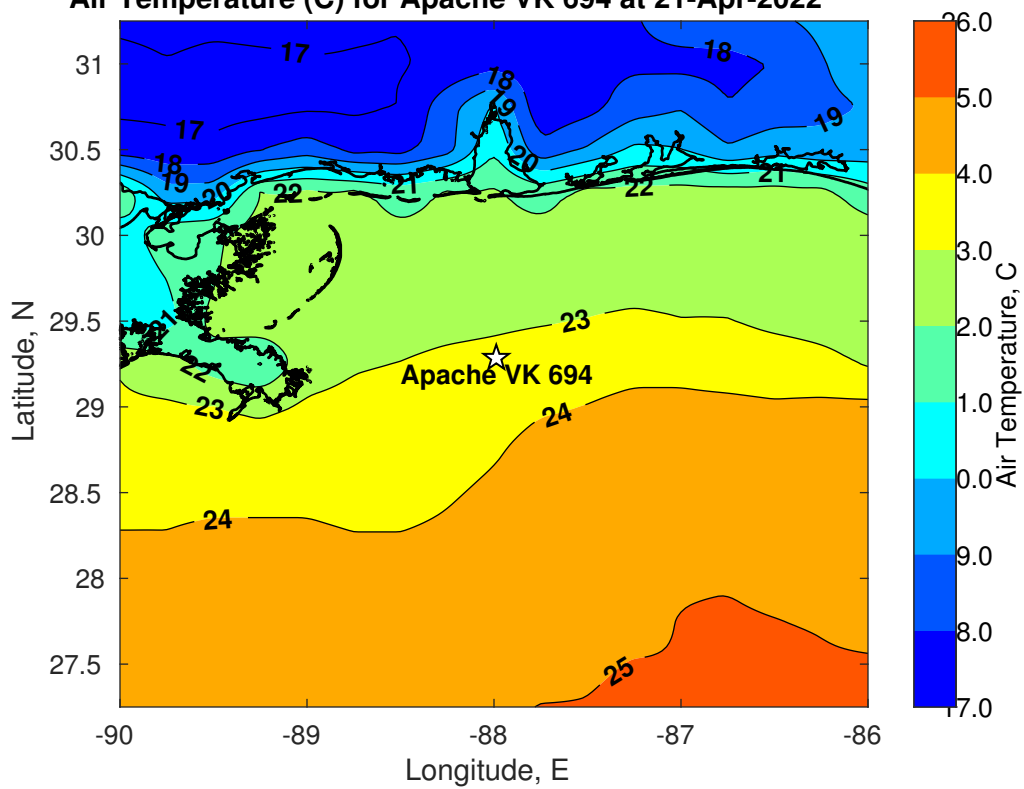 Air Temperature (C) for Apache VK 694 at 21-Apr-2022
26.0
17 18
31
5.0
18
19 19
17
30.5 4.0
18 20
19 21
20 22 21 22
30 3.0
Latitude, N
Air Temperature, C
29.5 23 2.0
21
22
Apache VK 694
29 23 24 1.0
28.5 24 0.0
28 9.0
8.0
27.5 25
17.0
-90 -89 -88 -87 -86
Longitude, E